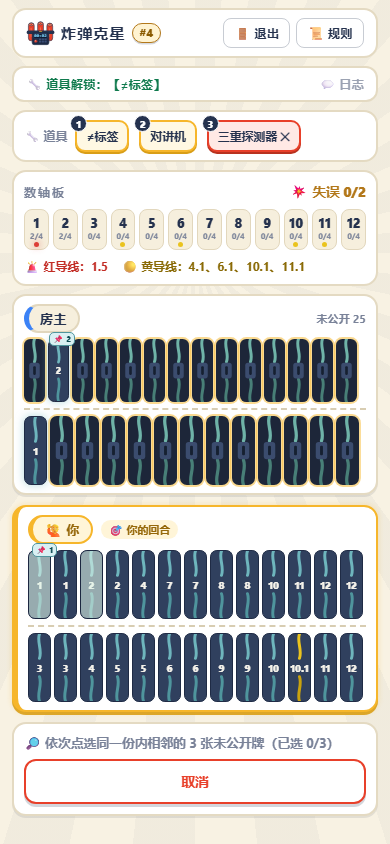 炸弹克星 #4 退出 规则
道具解锁：【≠标签】 日志
道具 1 ≠标签 2 对讲机 3 三重探测器 ×
数轴板 失误 0/2
1 2 3 4 5 6 7 8 9 10 11 12
2/4 2/4 0/4 0/4 0/4 0/4 0/4 0/4 0/4 0/4 0/4 0/4
红导线：1.5 黄导线：4.1、6.1、10.1、11.1
房主 未公开 25
2
2
1
你 你的回合
1
1 1 2 2 4 7 7 8 8 10 11 12 12
3 3 4 5 5 6 6 9 9 10 10.1 11 12
依次点选同一份内相邻的 3 张未公开牌（已选 0/3）
取消